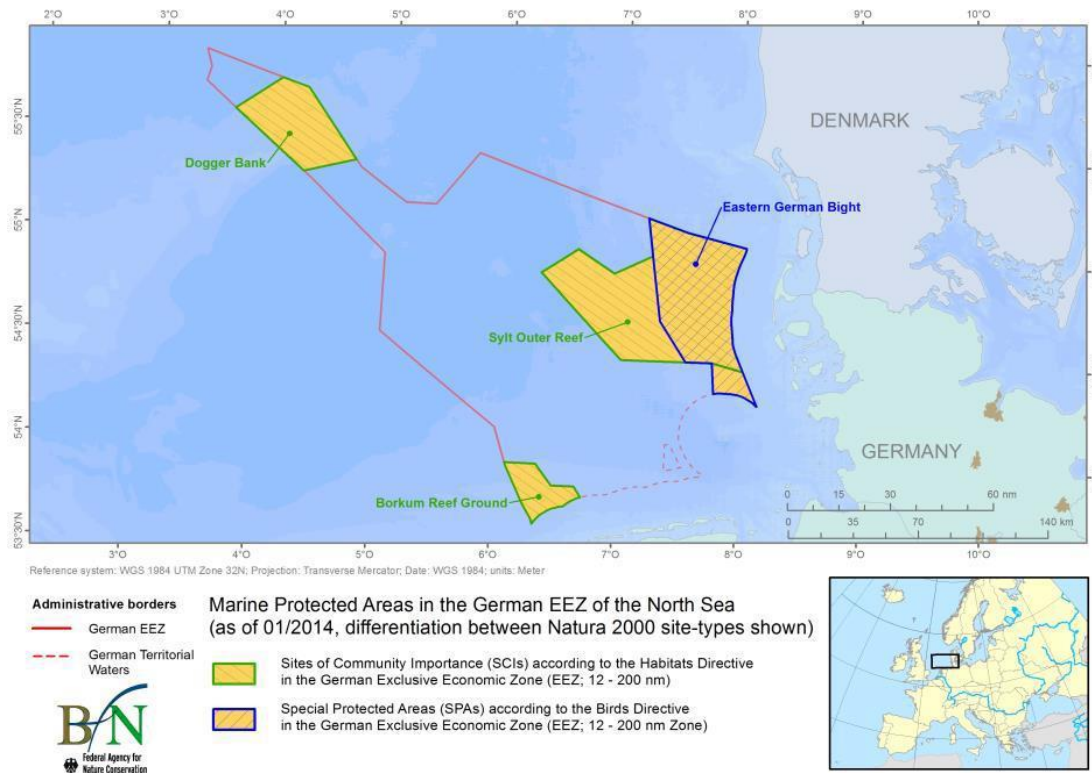 2°O 3°O 4°O 5°O 6°O 7°O 8°O 9°O 10°O
55°30'N
DENMARK
Dogger Bank
55°N
Eastern German Bight
54°30'N
Sylt Outer Reef
54°N
GERMANY
Borkum Reef Ground
0 15 30 60 nm
0 35 70 140 km
53°30'N
3°O 4°O 5°O 6°O 7°O 8°O 9°O 10°O
Reference system: WGS 1984 UTM Zone 32N; Projection: Transverse Mercator; Date: WGS 1984; units: Meter
Administrative borders
German EEZ
German Territorial
Waters
Marine Protected Areas in the German EEZ of the North Sea
(as of 01/2014, differentiation between Natura 2000 site-types shown)
Sites of Community Importance (SCIs) according to the Habitats Directive
in the German Exclusive Economic Zone (EEZ; 12 - 200 nm)
Special Protected Areas (SPAs) according to the Birds Directive
in the German Exclusive Economic Zone (EEZ; 12 - 200 nm Zone)
BfN
Federal Agency for
Nature Conservation